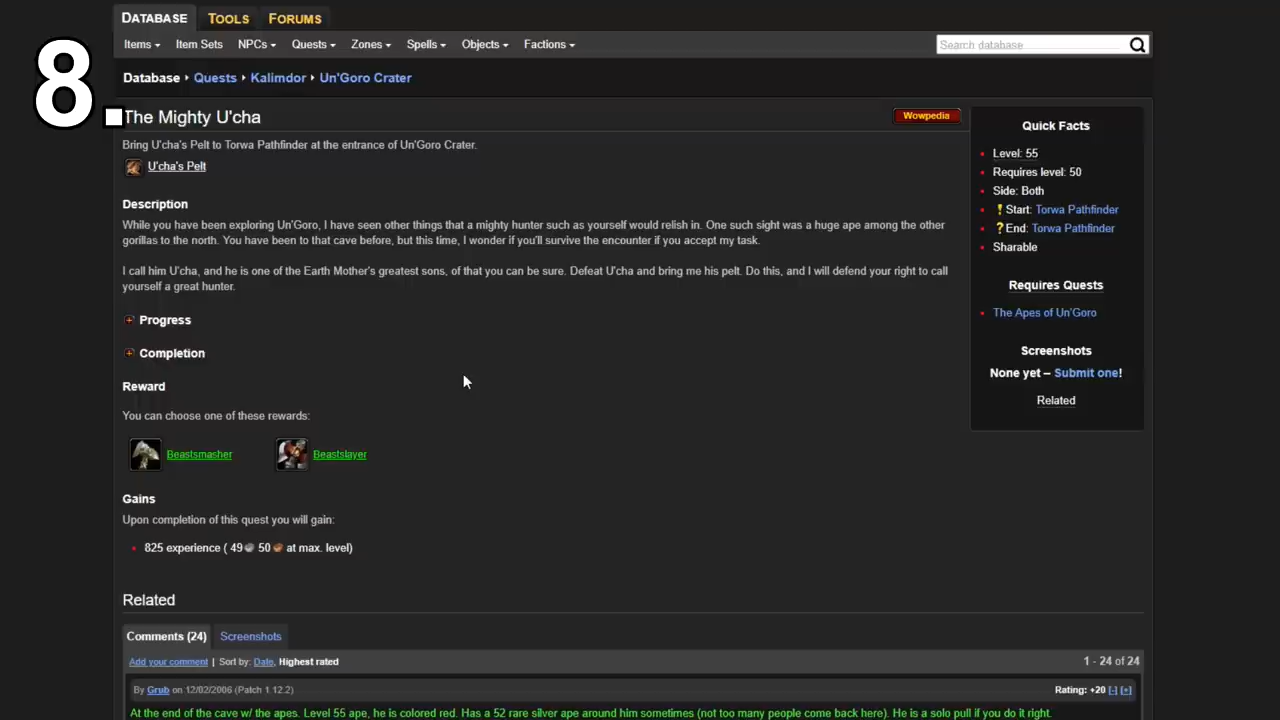 DATABASE TOOLS FORUMS
Items Item Sets NPCs Quests Zones Spells Objects Factions Search database
8.
Database Quests Kalimdor Un'Goro Crater
The Mighty U'cha
Wowpedia
Bring U'cha's Pelt to Torwa Pathfinder at the entrance of Un'Goro Crater.
U'cha's Pelt
Description
While you have been exploring Un'Goro, I have seen other things that a mighty hunter such as yourself would relish in. One such sight was a huge ape among the other
gorillas to the north. You have been to that cave before, but this time, I wonder if you'll survive the encounter if you accept my task.
I call him U'cha, and he is one of the Earth Mother's greatest sons, of that you can be sure. Defeat U'cha and bring me his pelt. Do this, and I will defend your right to call
yourself a great hunter.
Progress
Completion
Reward
You can choose one of these rewards:
Beastsmasher Beastslayer
Gains
Upon completion of this quest you will gain:
825 experience ( 49 50 at max. level)
Quick Facts
Level: 55
Requires level: 50
Side: Both
! Start: Torwa Pathfinder
? End: Torwa Pathfinder
Sharable
Requires Quests
The Apes of Un'Goro
Screenshots
None yet – Submit one!
Related
Related
Comments (24) Screenshots
Add your comment | Sort by: Date, Highest rated 1 - 24 of 24
By Grub on 12/02/2006 (Patch 1.12.2) Rating: +20 [-] [+]
At the end of the cave w/ the apes. Level 55 ape, he is colored red. Has a 52 rare silver ape around him sometimes (not too many people come back here). He is a solo pull if you do it right.